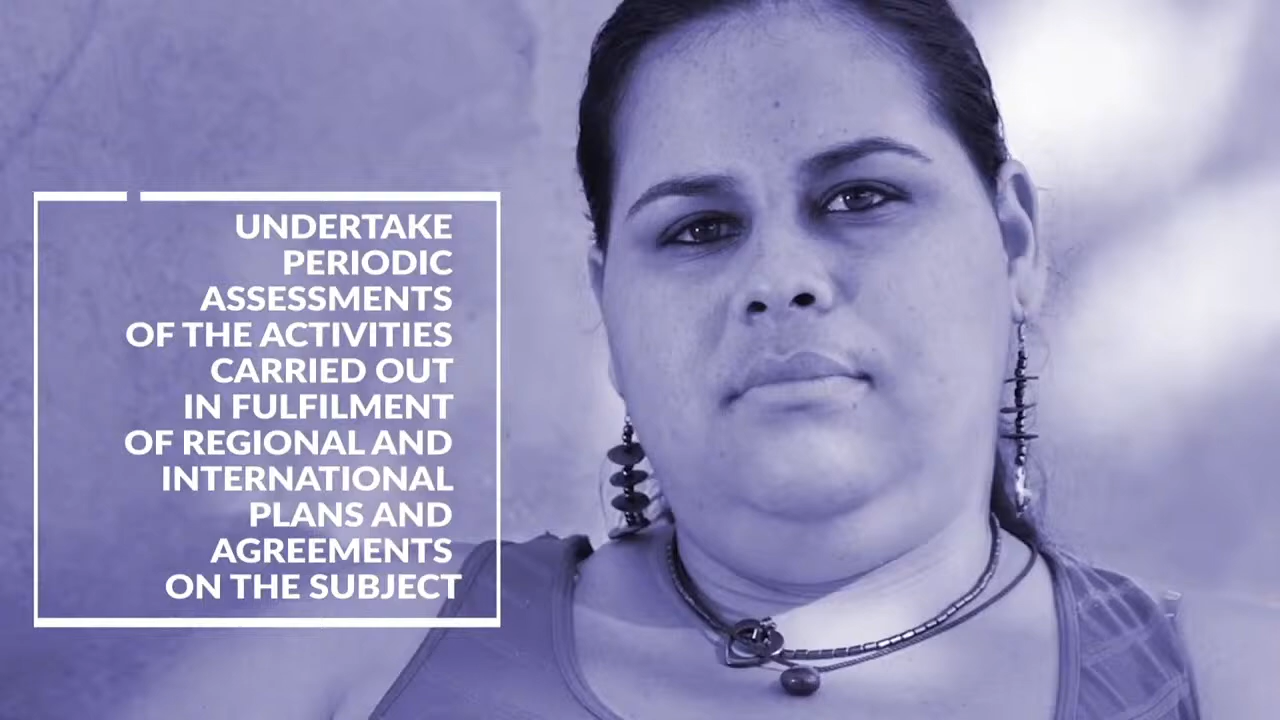 UNDERTAKE
PERIODIC
ASSESSMENTS
OF THE ACTIVITIES
CARRIED OUT
IN FULFILMENT
OF REGIONAL AND
INTERNATIONAL
PLANS AND
AGREEMENTS
ON THE SUBJECT